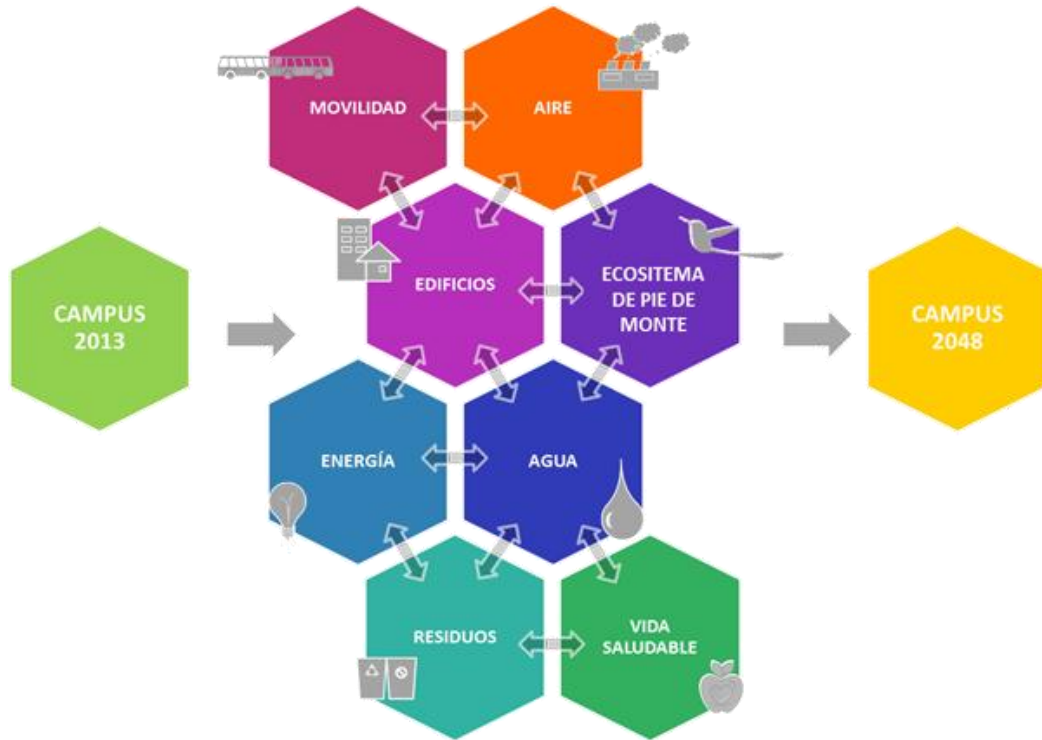 MOVILIDAD
AIRE
EDIFICIOS
ECOSITEMA
DE PIE DE
MONTE
CAMPUS
2013
CAMPUS
2048
ENERGÍA
AGUA
RESIDUOS
VIDA
SALUDABLE